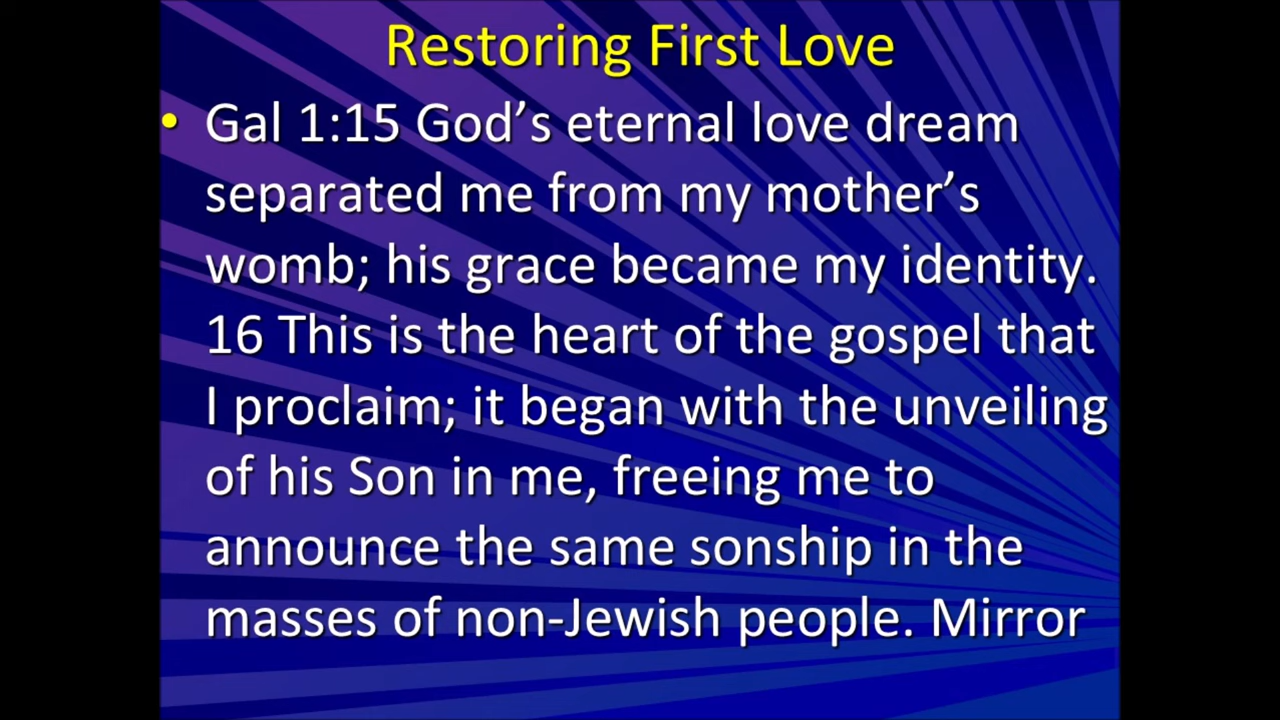 Restoring First Love
• Gal 1:15 God’s eternal love dream
separated me from my mother’s
womb; his grace became my identity.
16 This is the heart of the gospel that
I proclaim; it began with the unveiling
of his Son in me, freeing me to
announce the same sonship in the
masses of non-Jewish people. Mirror